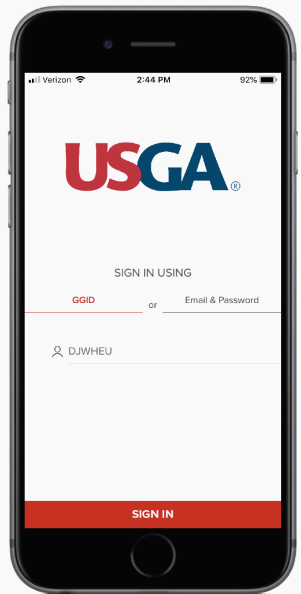 Verizon 2:44 PM 92%
USGA®
SIGN IN USING
GGID or Email & Password
DJWHEU
SIGN IN